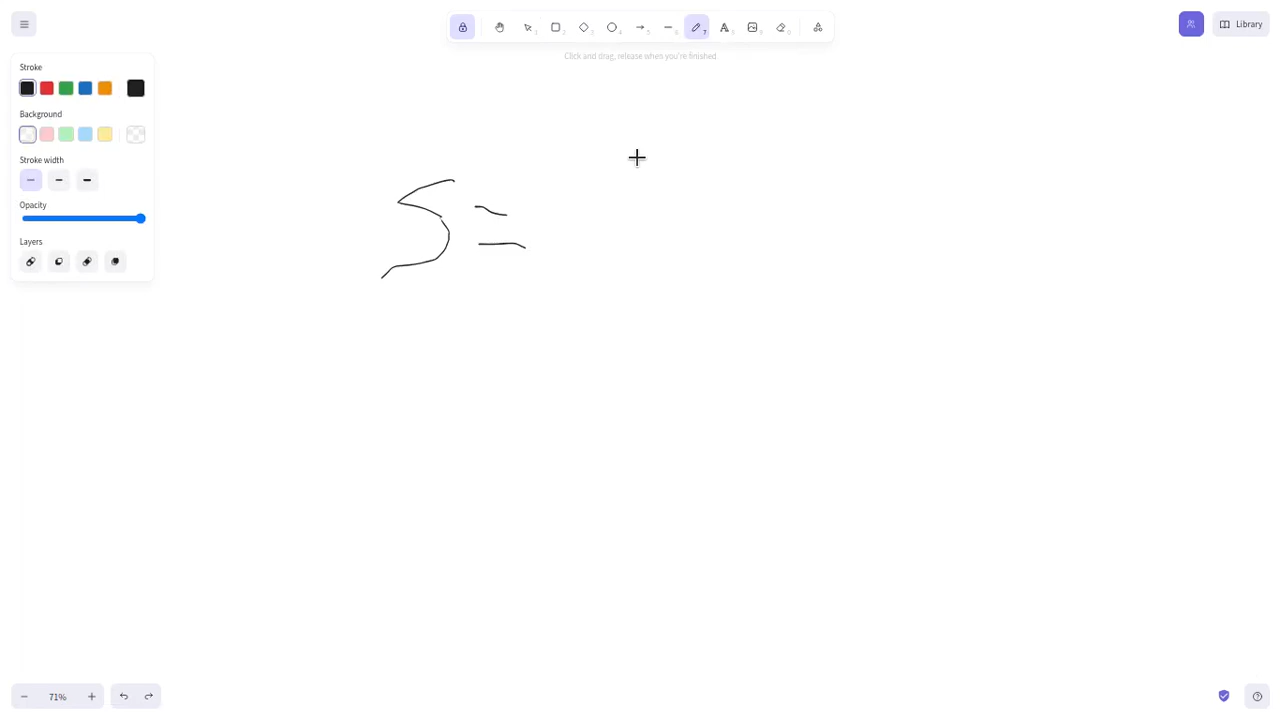 Library
Click and drag, release when you're finished
Stroke
Background
Stroke width
Opacity
Layers
S =
71%